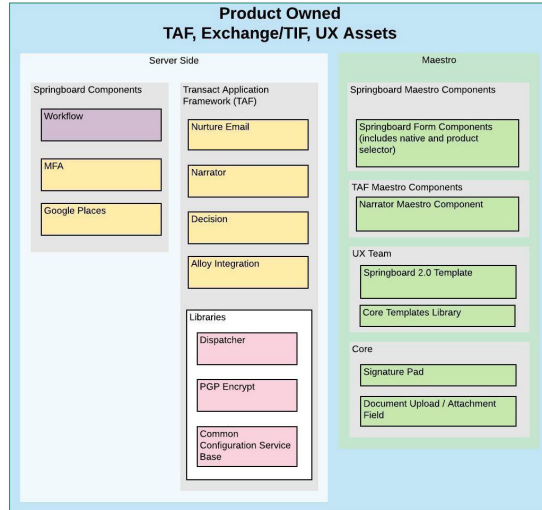 Product Owned
TAF, Exchange/TIF, UX Assets
Server Side
Springboard Components
Workflow
MFA
Google Places
Transact Application
Framework (TAF)
Nurture Email
Narrator
Decision
Alloy Integration
Libraries
Dispatcher
PGP Encrypt
Common
Configuration Service
Base
Maestro
Springboard Maestro Components
Springboard Form Components
(includes native and product
selector)
TAF Maestro Components
Narrator Maestro Component
UX Team
Springboard 2.0 Template
Core Templates Library
Core
Signature Pad
Document Upload / Attachment
Field